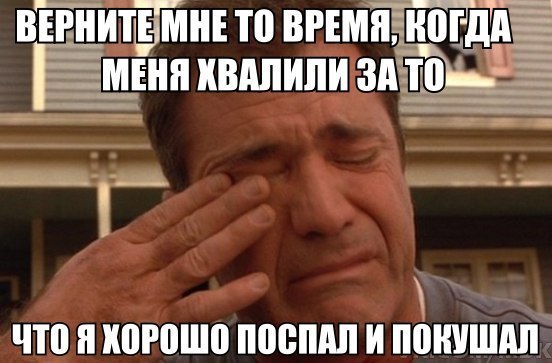 ВЕРНИТЕ МНЕ ТО ВРЕМЯ, КОГДА
МЕНЯ ХВАЛИЛИ ЗА ТО
ЧТО Я ХОРОШО ПОСПАЛ И ПОКУШАЛ